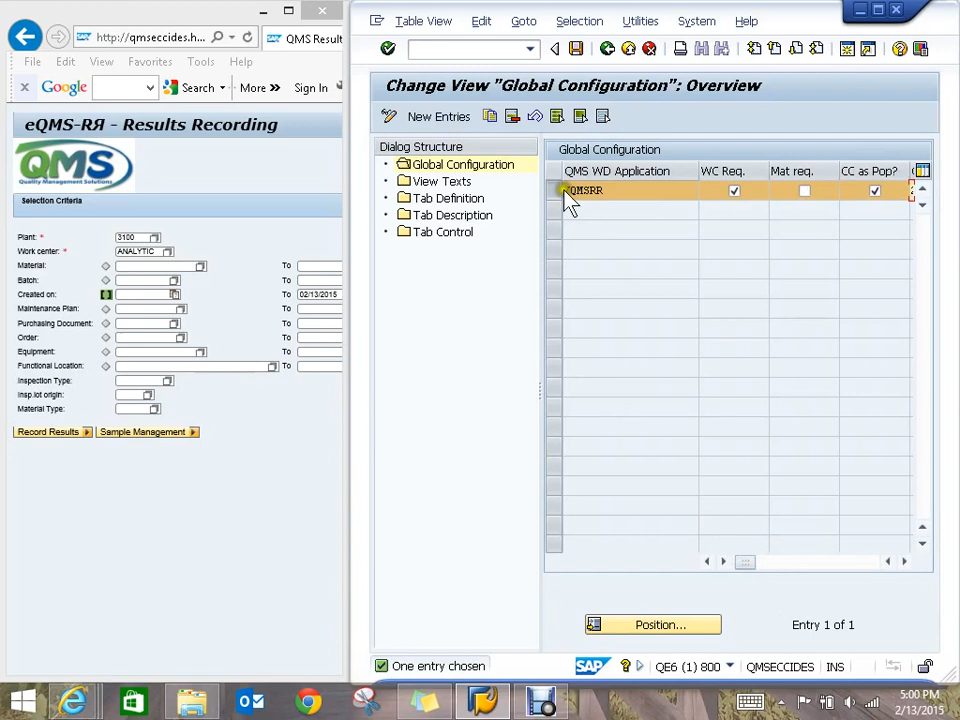 http://qmseccides.h...
QMS Result
File Edit View Favorites Tools Help
Google Search More » Sign In
eQMS-RЯ - Results Recording
QMS
Quality Management Solutions
Selection Criteria
Plant: * 3100
Work center: * ANALYTIC
Material: To
Batch: To
Created on: To 02/13/2015
Maintenance Plan: To
Purchasing Document: To
Order: To
Equipment: To
Functional Location: To
Inspection Type:
Insp.lot origin:
Material Type:
Record Results Sample Management
Table View Edit Goto Selection Utilities System Help
Change View "Global Configuration": Overview
New Entries
Dialog Structure
Global Configuration
View Texts
Tab Definition
Tab Description
Tab Control
Global Configuration
QMS WD Application WC Req. Mat req. CC as Pop?
QMSRR
Position... Entry 1 of 1
One entry chosen SAP QE6 (1) 800 QMSECCIDES INS
5:00 PM
2/13/2015